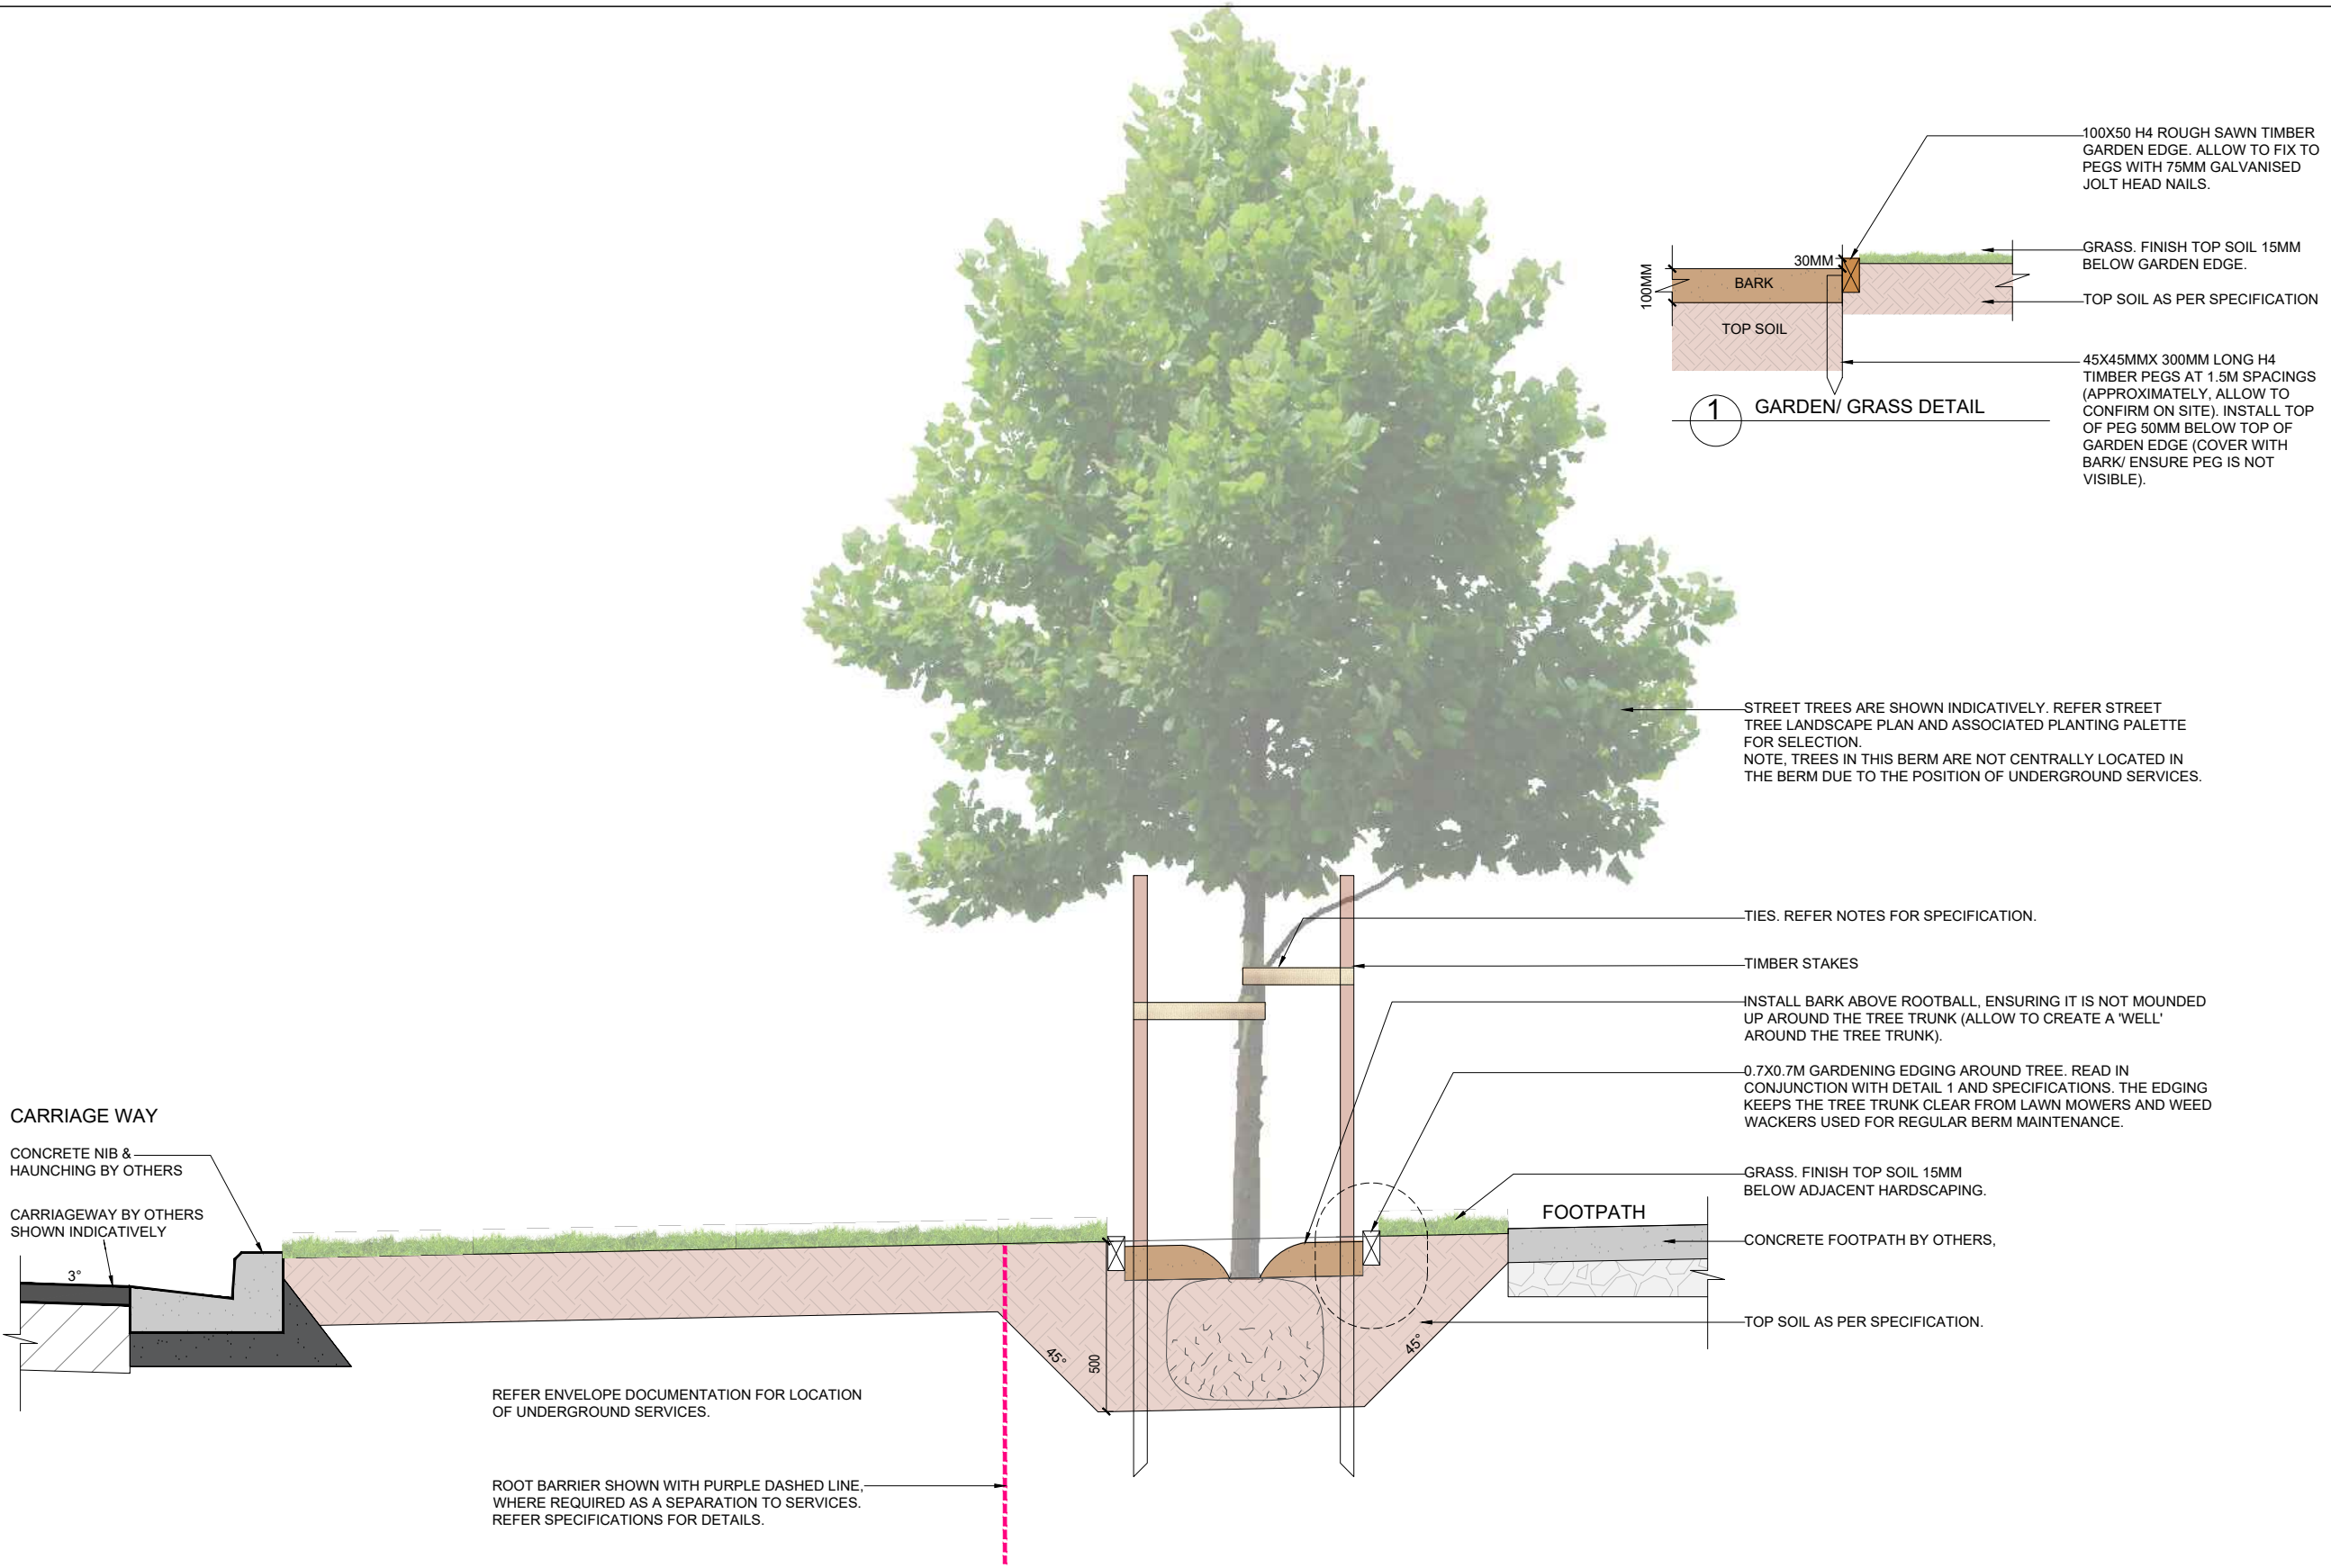 100X50 H4 ROUGH SAWN TIMBER
GARDEN EDGE. ALLOW TO FIX TO
PEGS WITH 75MM GALVANISED
JOLT HEAD NAILS.
GRASS. FINISH TOP SOIL 15MM
BELOW GARDEN EDGE.
30MM
100MM
BARK
TOP SOIL AS PER SPECIFICATION
TOP SOIL
45X45MMX 300MM LONG H4
TIMBER PEGS AT 1.5M SPACINGS
(APPROXIMATELY, ALLOW TO
CONFIRM ON SITE). INSTALL TOP
OF PEG 50MM BELOW TOP OF
GARDEN EDGE (COVER WITH
BARK/ ENSURE PEG IS NOT
VISIBLE).
1 GARDEN/ GRASS DETAIL
STREET TREES ARE SHOWN INDICATIVELY. REFER STREET
TREE LANDSCAPE PLAN AND ASSOCIATED PLANTING PALETTE
FOR SELECTION.
NOTE, TREES IN THIS BERM ARE NOT CENTRALLY LOCATED IN
THE BERM DUE TO THE POSITION OF UNDERGROUND SERVICES.
TIES. REFER NOTES FOR SPECIFICATION.
TIMBER STAKES
INSTALL BARK ABOVE ROOTBALL, ENSURING IT IS NOT MOUNDED
UP AROUND THE TREE TRUNK (ALLOW TO CREATE A 'WELL'
AROUND THE TREE TRUNK).
0.7X0.7M GARDENING EDGING AROUND TREE. READ IN
CONJUNCTION WITH DETAIL 1 AND SPECIFICATIONS. THE EDGING
KEEPS THE TREE TRUNK CLEAR FROM LAWN MOWERS AND WEED
WACKERS USED FOR REGULAR BERM MAINTENANCE.
GRASS. FINISH TOP SOIL 15MM
BELOW ADJACENT HARDSCAPING.
FOOTPATH
CONCRETE FOOTPATH BY OTHERS,
TOP SOIL AS PER SPECIFICATION.
CARRIAGE WAY
CONCRETE NIB &
HAUNCHING BY OTHERS
CARRIAGEWAY BY OTHERS
SHOWN INDICATIVELY
3°
45°
500
45°
REFER ENVELOPE DOCUMENTATION FOR LOCATION
OF UNDERGROUND SERVICES.
ROOT BARRIER SHOWN WITH PURPLE DASHED LINE,
WHERE REQUIRED AS A SEPARATION TO SERVICES.
REFER SPECIFICATIONS FOR DETAILS.